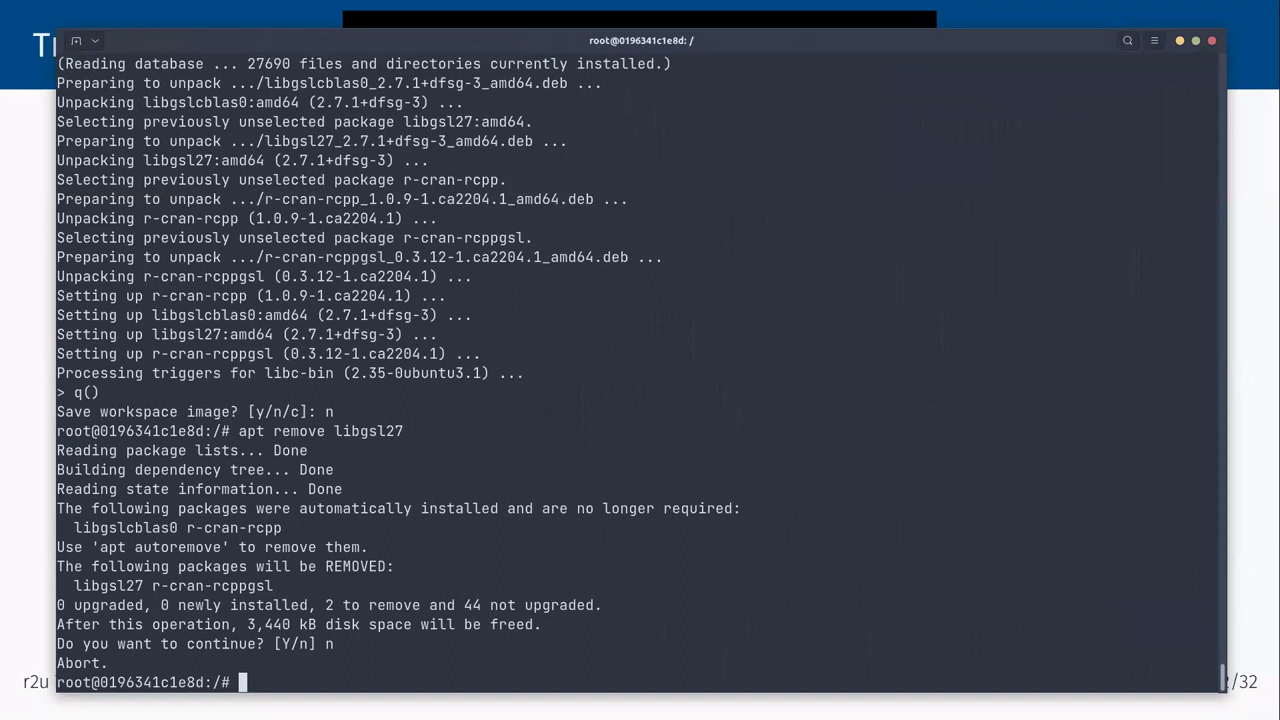 Tr
root@0196341c1e8d: /
(Reading database ... 27690 files and directories currently installed.)
Preparing to unpack .../libgslcblas0_2.7.1+dfsg-3_amd64.deb ...
Unpacking libgslcblas0:amd64 (2.7.1+dfsg-3) ...
Selecting previously unselected package libgsl27:amd64.
Preparing to unpack .../libgsl27_2.7.1+dfsg-3_amd64.deb ...
Unpacking libgsl27:amd64 (2.7.1+dfsg-3) ...
Selecting previously unselected package r-cran-rcpp.
Preparing to unpack .../r-cran-rcpp_1.0.9-1.ca2204.1_amd64.deb ...
Unpacking r-cran-rcpp (1.0.9-1.ca2204.1) ...
Selecting previously unselected package r-cran-rcppgsl.
Preparing to unpack .../r-cran-rcppgsl_0.3.12-1.ca2204.1_amd64.deb ...
Unpacking r-cran-rcppgsl (0.3.12-1.ca2204.1) ...
Setting up r-cran-rcpp (1.0.9-1.ca2204.1) ...
Setting up libgslcblas0:amd64 (2.7.1+dfsg-3) ...
Setting up libgsl27:amd64 (2.7.1+dfsg-3) ...
Setting up r-cran-rcppgsl (0.3.12-1.ca2204.1) ...
Processing triggers for libc-bin (2.35-0ubuntu3.1) ...
> q()
Save workspace image? [y/n/c]: n
root@0196341c1e8d:/# apt remove libgsl27
Reading package lists... Done
Building dependency tree... Done
Reading state information... Done
The following packages were automatically installed and are no longer required:
libgslcblas0 r-cran-rcpp
Use 'apt autoremove' to remove them.
The following packages will be REMOVED:
libgsl27 r-cran-rcppgsl
0 upgraded, 0 newly installed, 2 to remove and 44 not upgraded.
After this operation, 3,440 kB disk space will be freed.
Do you want to continue? [Y/n] n
Abort.
root@0196341c1e8d:/#
r2u
/32